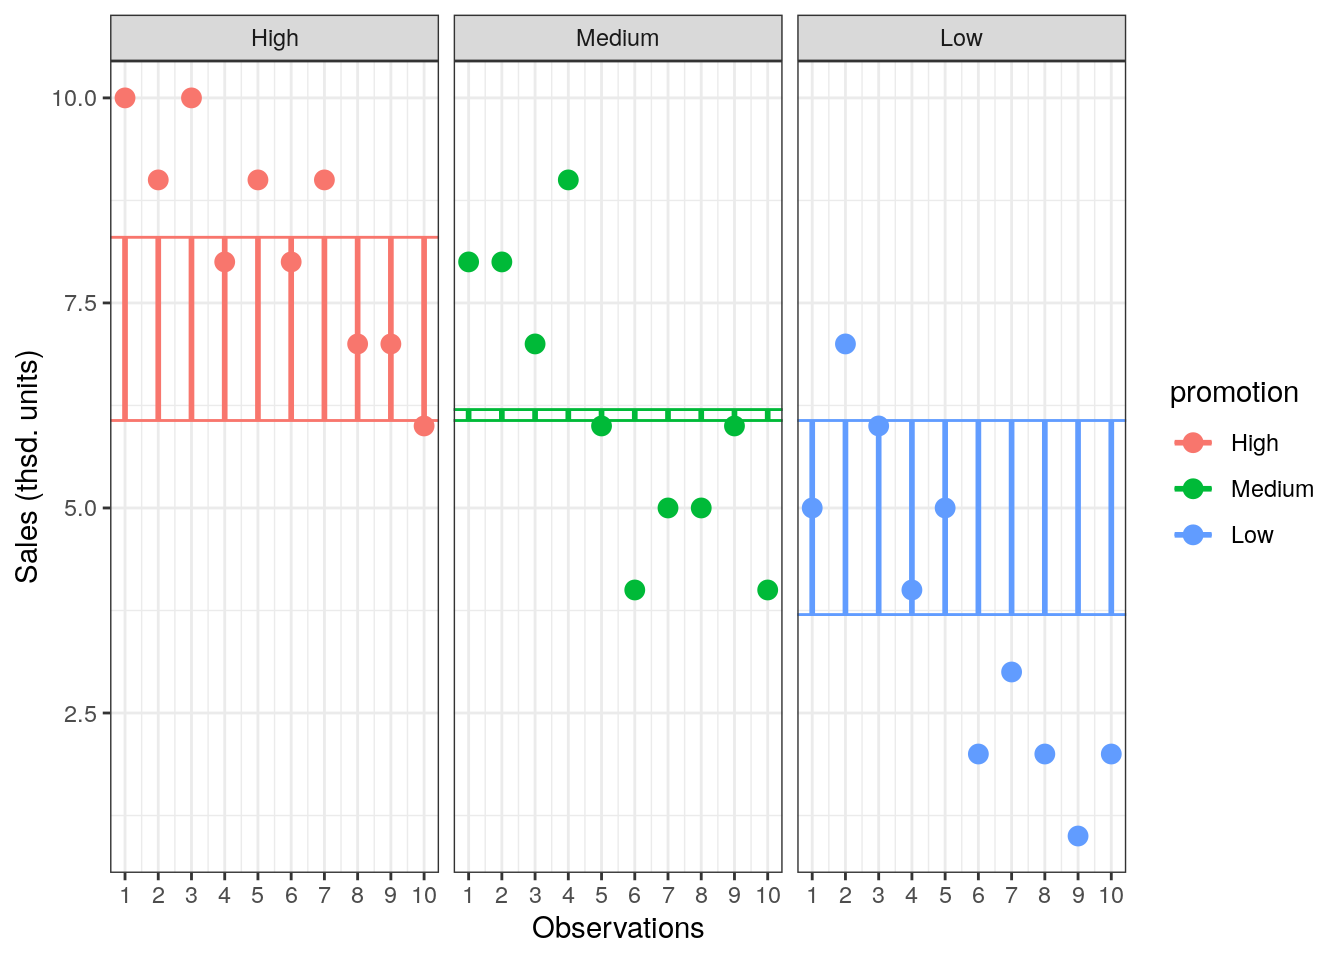 High Medium Low
10.0
7.5
5.0
2.5
Sales (thsd. units)
1 2 3 4 5 6 7 8 9 10 1 2 3 4 5 6 7 8 9 10 1 2 3 4 5 6 7 8 9 10
Observations
promotion
High
Medium
Low